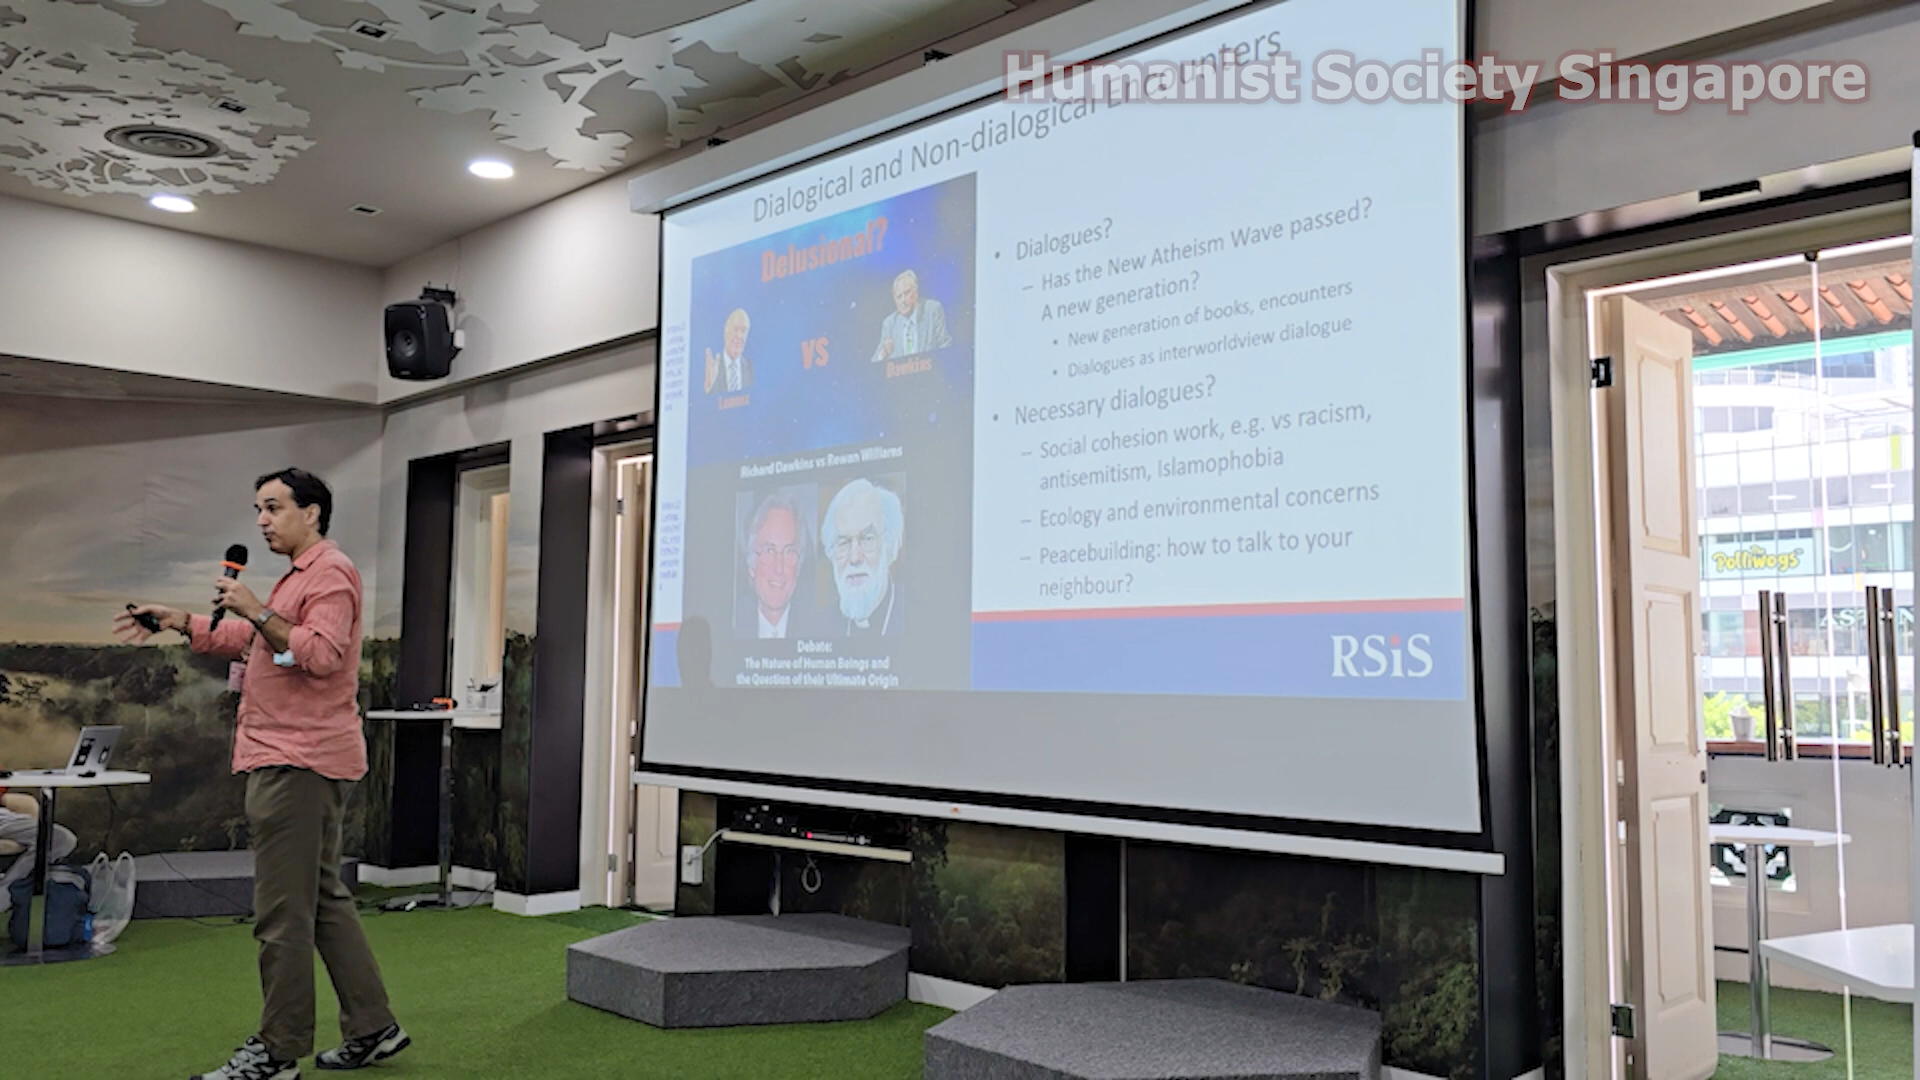 Humanist Society Singapore
Dialogical and Non-dialogical Encounters
Delusional?
VS
Lennox
Dawkins
Richard Dawkins vs Rowan Williams
Debate:
The Nature of Human Beings and
the Question of their Ultimate Origin
• Dialogues?
– Has the New Atheism Wave passed?
A new generation?
• New generation of books, encounters
• Dialogues as interworldview dialogue
• Necessary dialogues?
– Social cohesion work, e.g. vs racism,
antisemitism, Islamophobia
– Ecology and environmental concerns
– Peacebuilding: how to talk to your
neighbour?
RSiS
The
Polliwogs